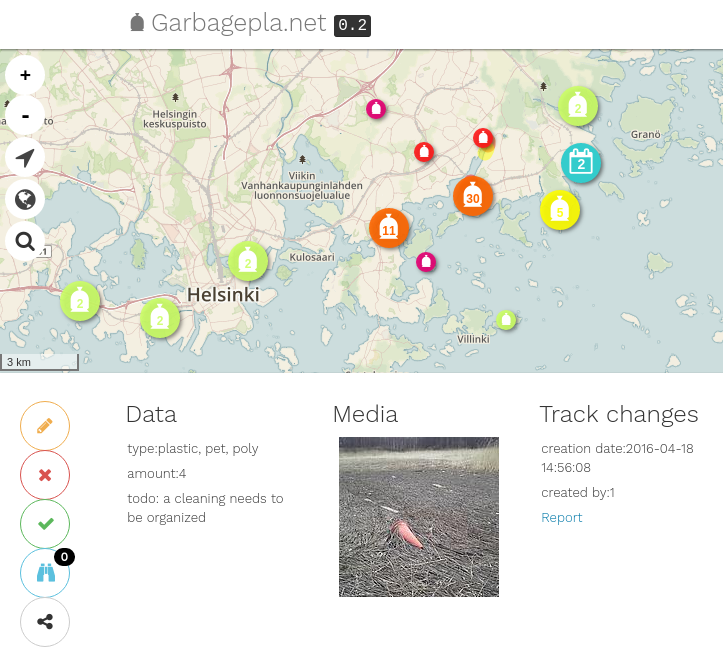 Garbagepla.net 0.2
+
-
Helsingin
keskuspuisto
Viikin
Vanhakaupunginlahden
luonnonsuojelualue
Granö
2
2
30
5
11
Kulosaari
2
Helsinki
2
2
Villinki
3 km
Data
type:plastic, pet, poly
amount:4
todo: a cleaning needs to
be organized
Media
Track changes
creation date:2016-04-18
14:56:08
created by:1
Report
0